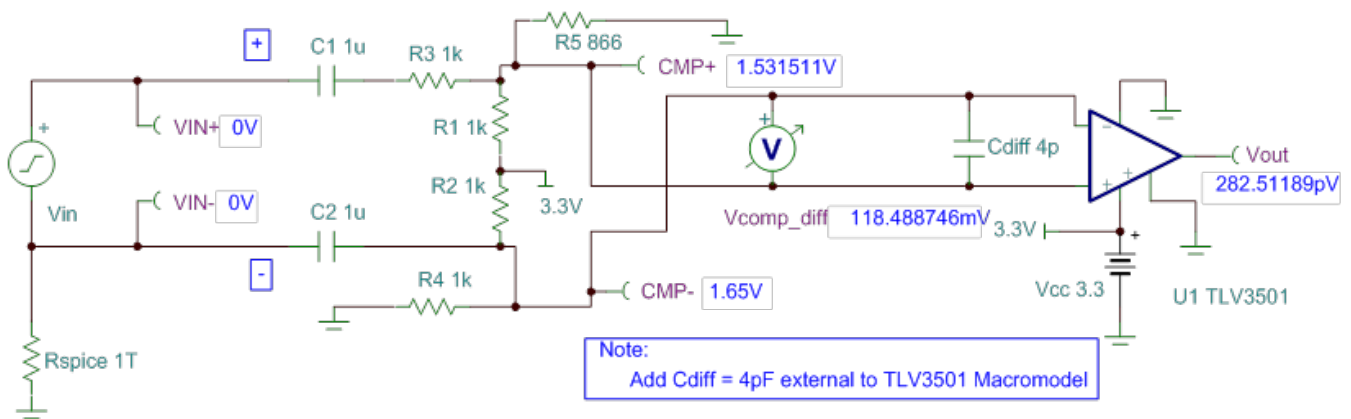 R5 866
+
C1 1u
R3 1k
CMP+
1.531511V
+
VIN+
0V
R1 1k
+
V
Cdiff 4p
-
+
+
Vout
282.51189pV
Vin
VIN-
0V
R2 1k
3.3V
C2 1u
Vcomp_diff
118.488746mV
3.3V
+
-
R4 1k
CMP-
1.65V
Vcc 3.3
U1 TLV3501
Rspice 1T
Note:
Add Cdiff = 4pF external to TLV3501 Macromodel